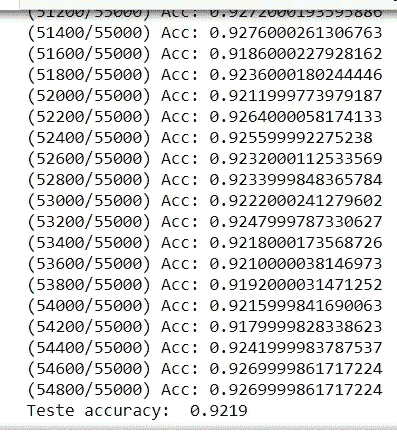 (51200/55000) Acc: 0.9272000193595886
(51400/55000) Acc: 0.9276000261306763
(51600/55000) Acc: 0.9186000227928162
(51800/55000) Acc: 0.9236000180244446
(52000/55000) Acc: 0.9211999773979187
(52200/55000) Acc: 0.9264000058174133
(52400/55000) Acc: 0.925599992275238
(52600/55000) Acc: 0.9232000112533569
(52800/55000) Acc: 0.9233999848365784
(53000/55000) Acc: 0.9222000241279602
(53200/55000) Acc: 0.9247999787330627
(53400/55000) Acc: 0.9218000173568726
(53600/55000) Acc: 0.9210000038146973
(53800/55000) Acc: 0.9192000031471252
(54000/55000) Acc: 0.9215999841690063
(54200/55000) Acc: 0.9179999828338623
(54400/55000) Acc: 0.9241999983787537
(54600/55000) Acc: 0.9269999861717224
(54800/55000) Acc: 0.9269999861717224
Teste accuracy:  0.9219